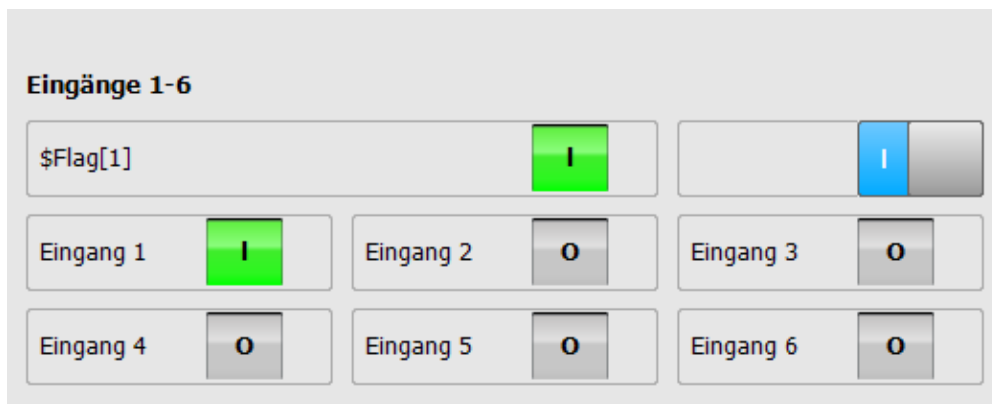 Eingänge 1-6
$Flag[1] I I
Eingang 1 I Eingang 2 O Eingang 3 O
Eingang 4 O Eingang 5 O Eingang 6 O